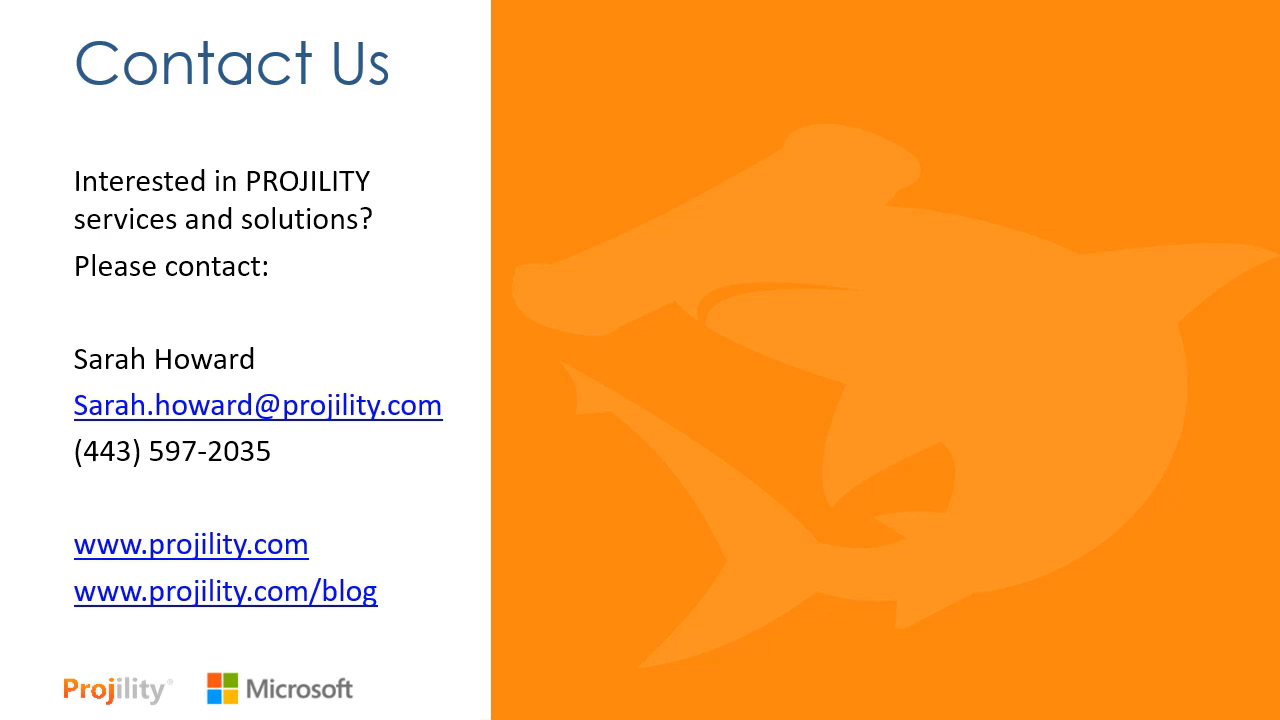 Contact Us
Interested in PROJILITY
services and solutions?
Please contact:
Sarah Howard
Sarah.howard@projility.com
(443) 597-2035
www.projility.com
www.projility.com/blog
Projility® Microsoft